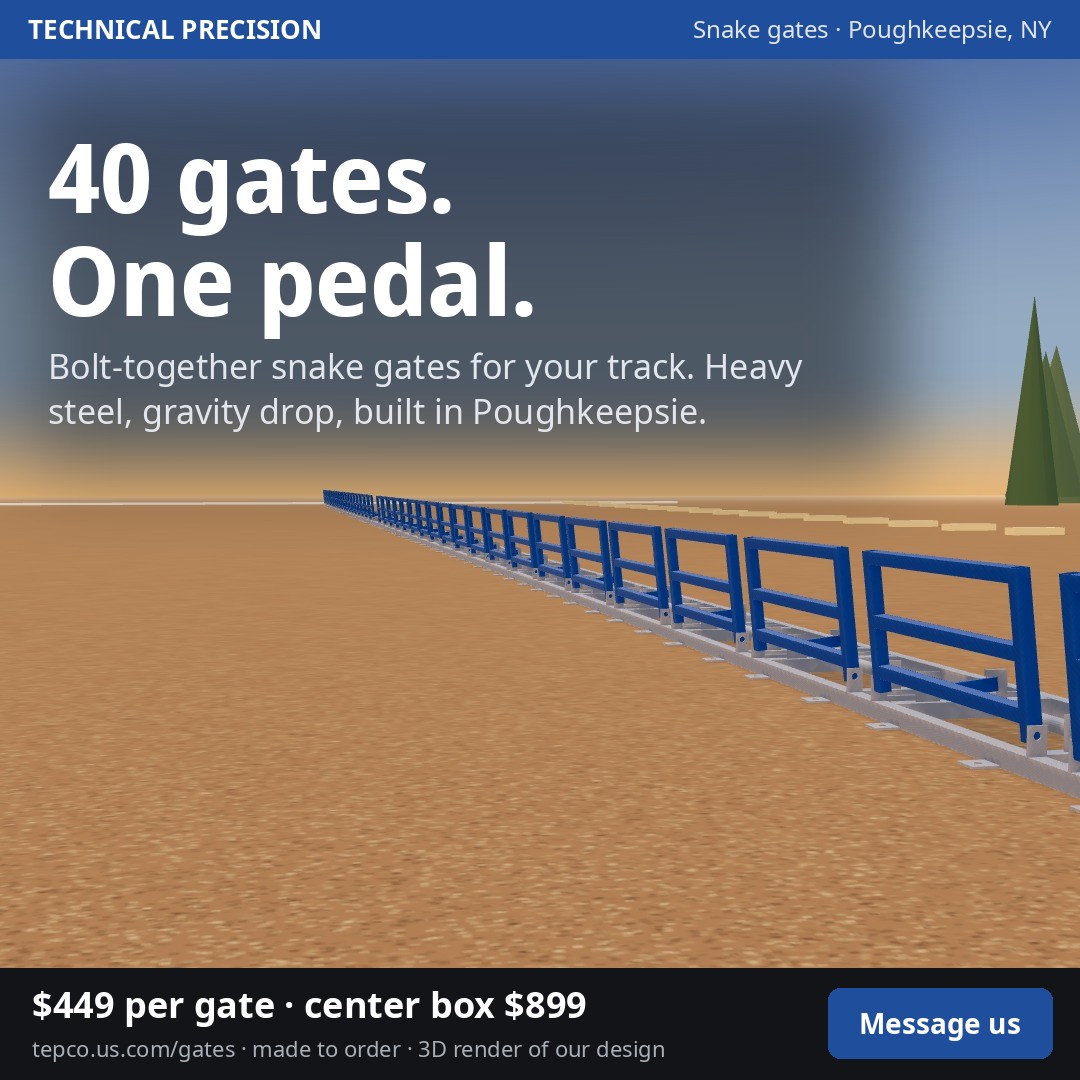 TECHNICAL PRECISION
Snake gates · Poughkeepsie, NY
40 gates.
One pedal.
Bolt-together snake gates for your track. Heavy
steel, gravity drop, built in Poughkeepsie.
$449 per gate · center box $899
tepco.us.com/gates · made to order · 3D render of our design
Message us